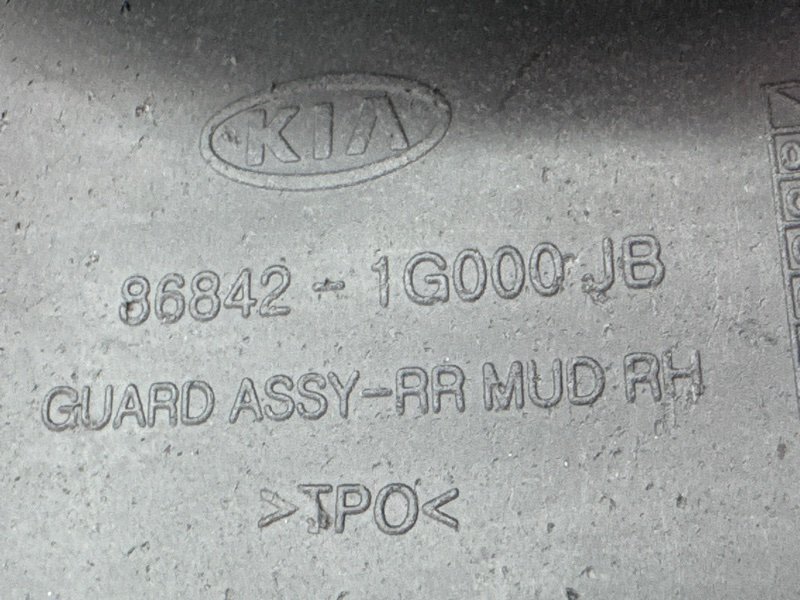 KIA
86842-1G000 JB
GUARD ASSY-RR MUD RH
>TPO<